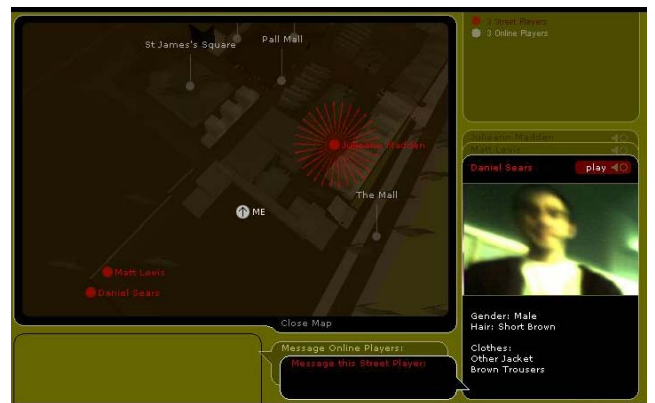 St James's Square
Pall Mall
Julieann Madden
The Mall
ME
Matt Lewis
Daniel Sears
Close Map
Message Online Players:
Message this Street Player:
3 Street Players
3 Online Players
Julieann Madden
Matt Lewis
Daniel Sears
play
Gender: Male
Hair: Short Brown
Clothes:
Other Jacket
Brown Trousers